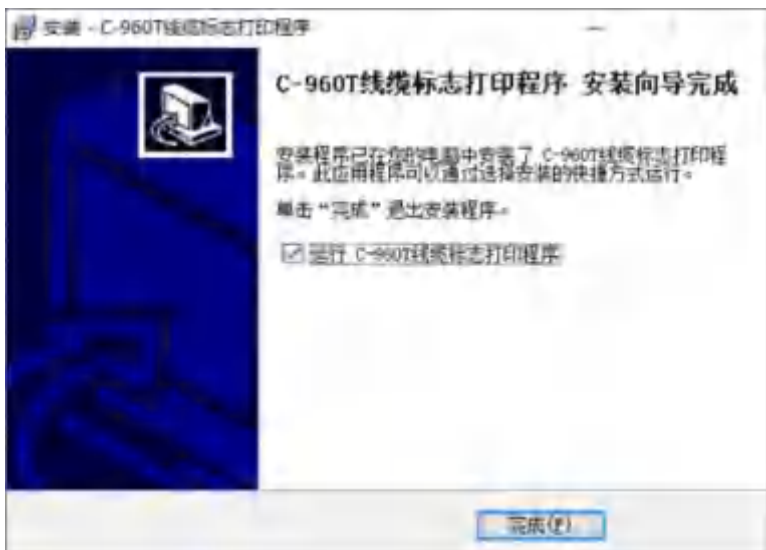 安装 - C-960T线缆标志打印程序
C-960T线缆标志打印程序 安装向导完成
安装程序已在你的电脑中安装了 C-960T线缆标志打印程
序。此应用程序可以通过选择安装的快捷方式运行。
单击“完成”退出安装程序。
运行 C-960T线缆标志打印程序
完成(F)